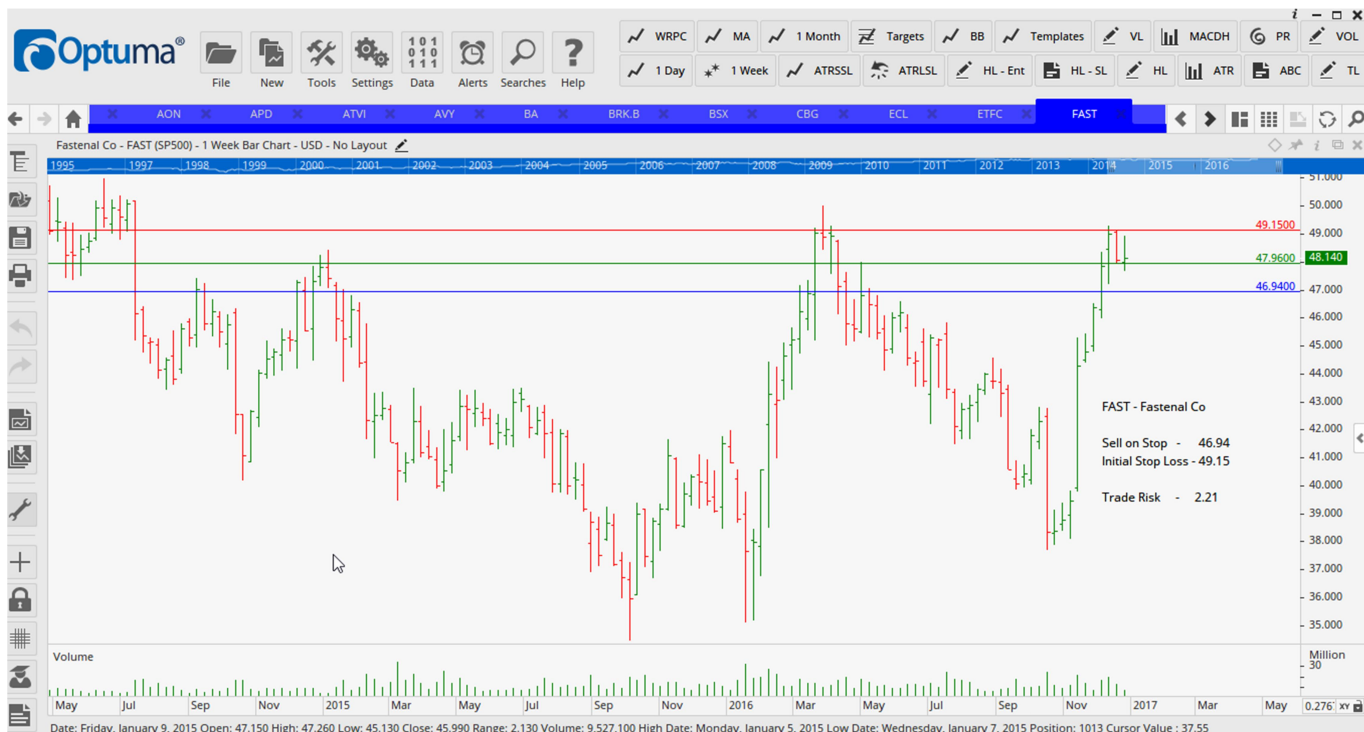 Optuma®
File New Tools Settings Data Alerts Searches Help
WRPC MA 1 Month Targets BB Templates VL MACDH PR VOL
1 Day 1 Week ATRSSL ATRLSL HL - Ent HL - SL HL ATR ABC TL
AON APD ATVI AVY BA BRK.B BSX CBG ECL ETFC FAST
Fastenal Co - FAST (SP500) - 1 Week Bar Chart - USD - No Layout
1995 1997 1998 1999 2000 2001 2002 2003 2004 2005 2006 2007 2008 2009 2010 2011 2012 2013 2014 2015 2016
51.000
50.000
49.1500
49.000
47.9600
48.140
46.9400
47.000
46.000
45.000
44.000
43.000
42.000
41.000
40.000
39.000
38.000
37.000
36.000
35.000
FAST - Fastenal Co
Sell on Stop - 46.94
Initial Stop Loss - 49.15
Trade Risk - 2.21
Volume
Million
30
May Jul Sep Nov 2015 Mar May Jul Sep Nov 2016 Mar May Jul Sep Nov 2017 Mar May
XY
Date: Friday, January 9, 2015 Open: 47.150 High: 47.260 Low: 45.130 Close: 45.990 Range: 2.130 Volume: 9,527,100 High Date: Monday, January 5, 2015 Low Date: Wednesday, January 7, 2015 Position: 1013 Cursor Value : 37.55